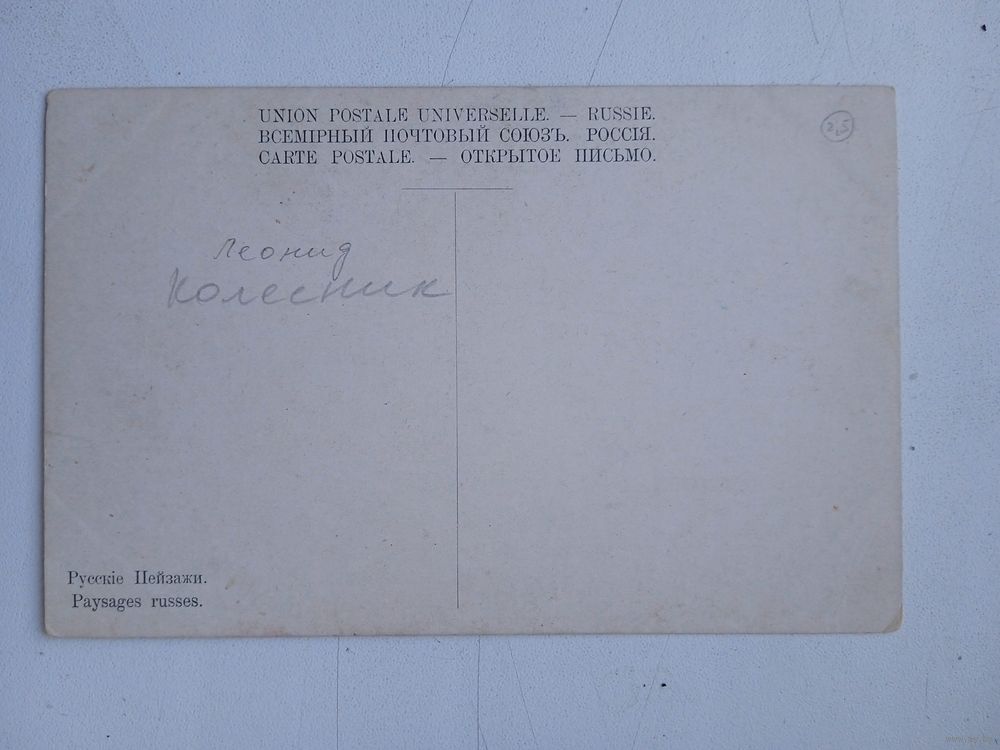 UNION POSTALE UNIVERSELLE. — RUSSIE.
ВСЕМІРНЫЙ ПОЧТОВЫЙ СОЮЗЪ. РОССІЯ.
CARTE POSTALE. — ОТКРЫТОЕ ПИСЬМО.
2,5
Леонид
Колесник
Русскіе Пейзажи.
Paysages russes.